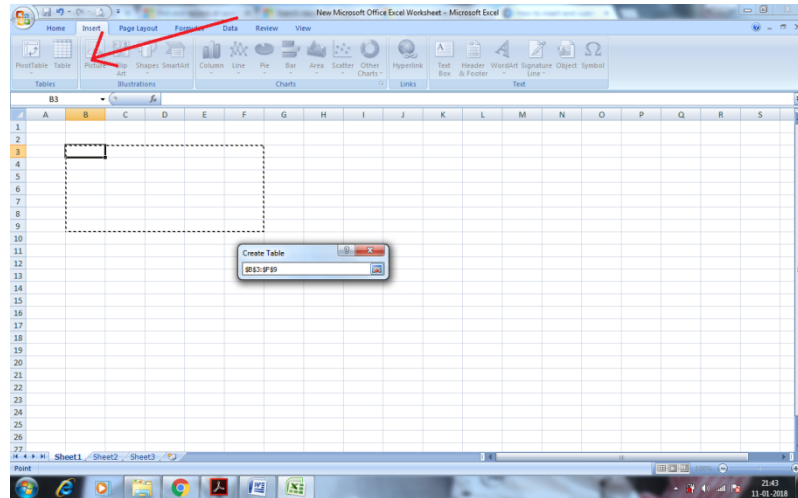 New Microsoft Office Excel Worksheet - Microsoft Excel
Home Insert Page Layout Formulas Data Review View
PivotTable Table Picture Clip Art Shapes SmartArt Column Line Pie Bar Area Scatter Other Charts Hyperlink Text Box Header & Footer WordArt Signature Line Object Symbol
Tables Illustrations Charts Links Text
B3 fx
A B C D E F G H I J K L M N O P Q R S
1
2
3
4
5
6
7
8
9
10
11
Create Table
12
$B$3:$F$9
13
14
15
16
17
18
19
20
21
22
23
24
25
26
27
Sheet1 Sheet2 Sheet3
Point 100%
21:43
11-01-2018